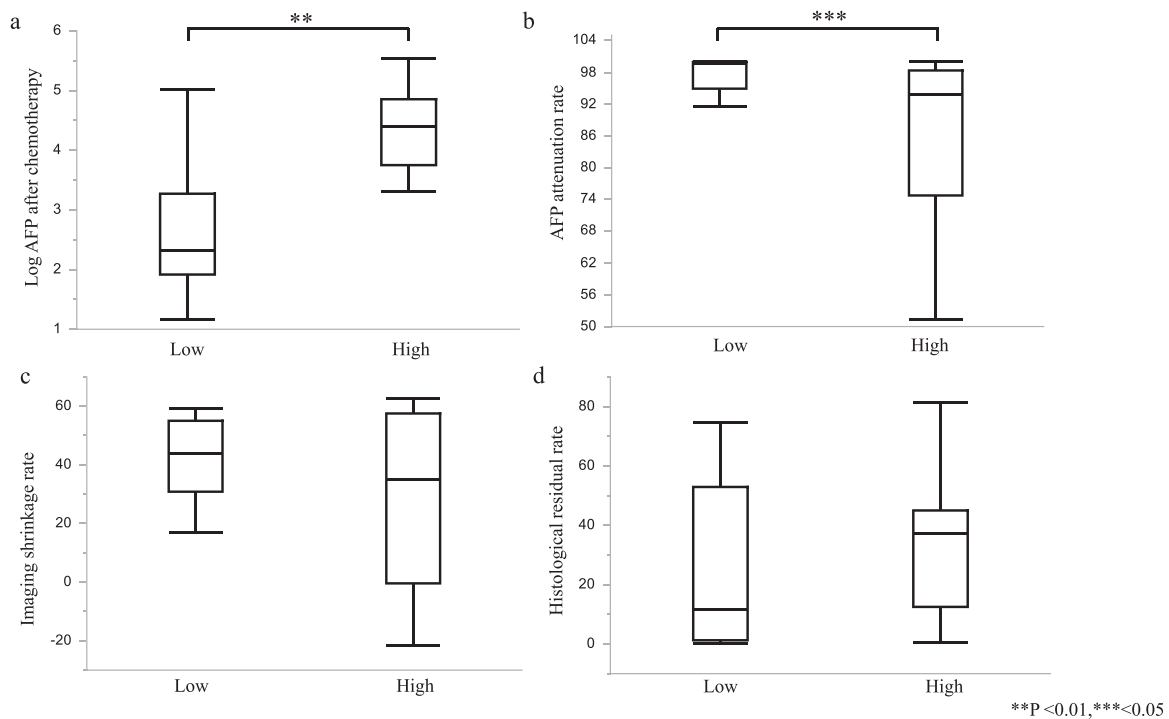 a
**
Log AFP after chemotherapy
6
5
4
3
2
1
Low High
b
***
AFP attenuation rate
104
98
92
86
80
74
68
62
56
50
Low High
c
Imaging shrinkage rate
60
40
20
0
-20
Low High
d
Histological residual rate
80
60
40
20
0
Low High
**P <0.01,***<0.05